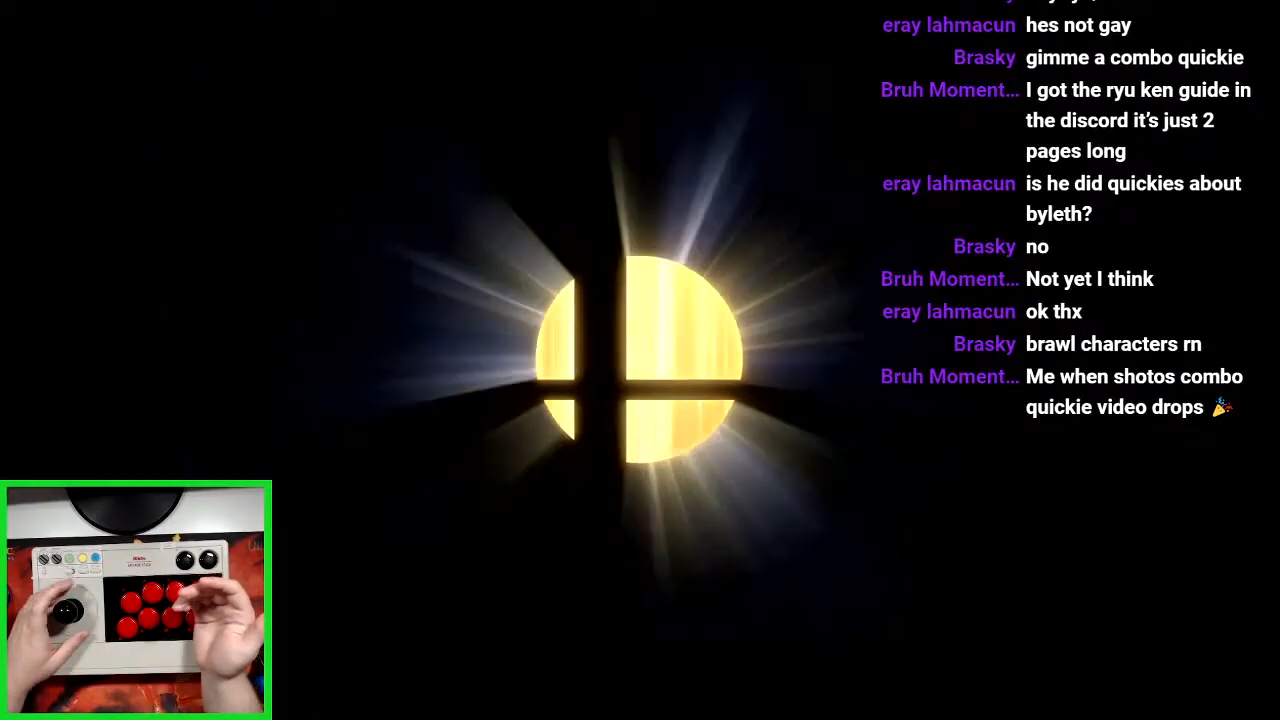 eray lahmacun hes not gay
Brasky gimme a combo quickie
Bruh Moment… I got the ryu ken guide in
the discord it’s just 2
pages long
eray lahmacun is he did quickies about
byleth?
Brasky no
Bruh Moment… Not yet I think
eray lahmacun ok thx
Brasky brawl characters rn
Bruh Moment… Me when shotos combo
quickie video drops 🎉